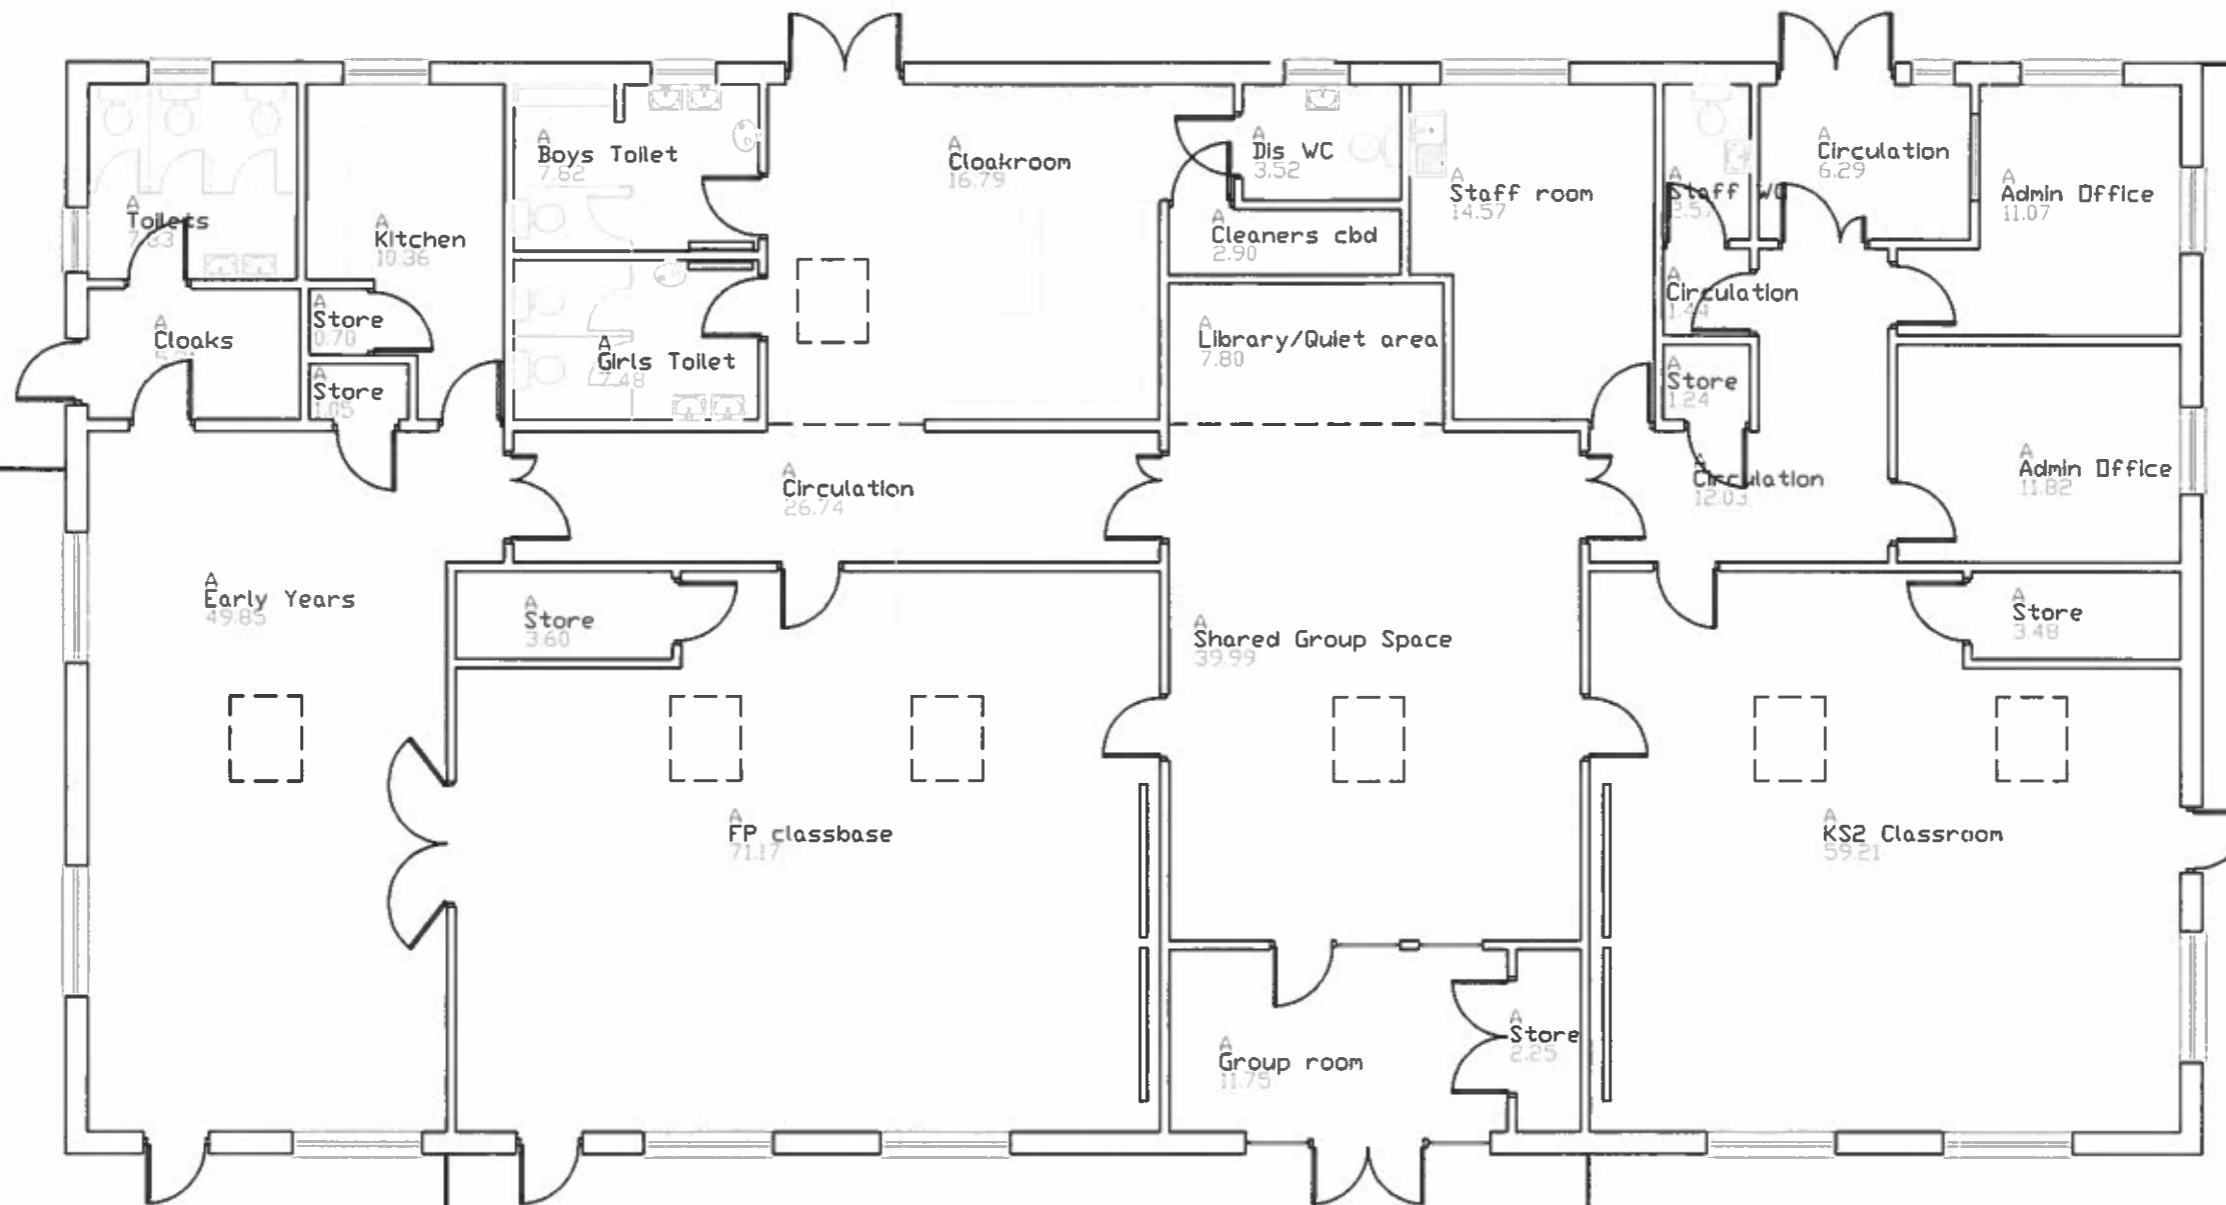 A
Toilets
7.33
A
Kitchen
10.36
A
Boys Toilet
7.62
A
Cloakroom
16.79
A
Dis WC
3.52
A
Staff room
14.57
A
Staff WC
A
Circulation
6.29
A
Admin Office
11.07
A
Cleaners cbd
2.90
A
Cloaks
A
Store
0.70
A
Store
1.05
A
Girls Toilet
7.48
A
Library/Quiet area
7.80
A
Circulation
1.44
A
Store
1.24
A
Circulation
26.74
A
Circulation
12.03
A
Admin Office
11.82
A
Early Years
49.85
A
Store
3.60
A
Shared Group Space
39.99
A
Store
3.48
A
FP classbase
71.17
A
KS2 Classroom
59.21
A
Group room
11.75
A
Store
2.25